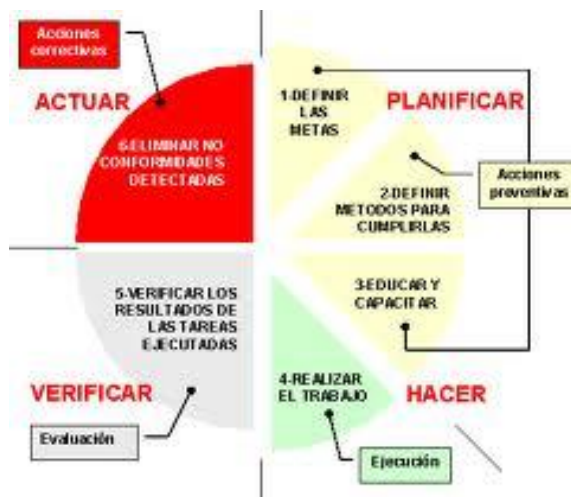 Acciones
correctivas
ACTUAR
PLANIFICAR
1-DEFINIR
LAS
METAS
6-ELIMINAR NO
CONFORMIDADES
DETECTADAS
Acciones
preventivas
2-DEFINIR
METODOS PARA
CUMPLIRLAS
3-EDUCAR Y
CAPACITAR
5-VERIFICAR LOS
RESULTADOS DE
LAS TAREAS
EJECUTADAS
4-REALIZAR
EL TRABAJO
VERIFICAR
HACER
Evaluación
Ejecución